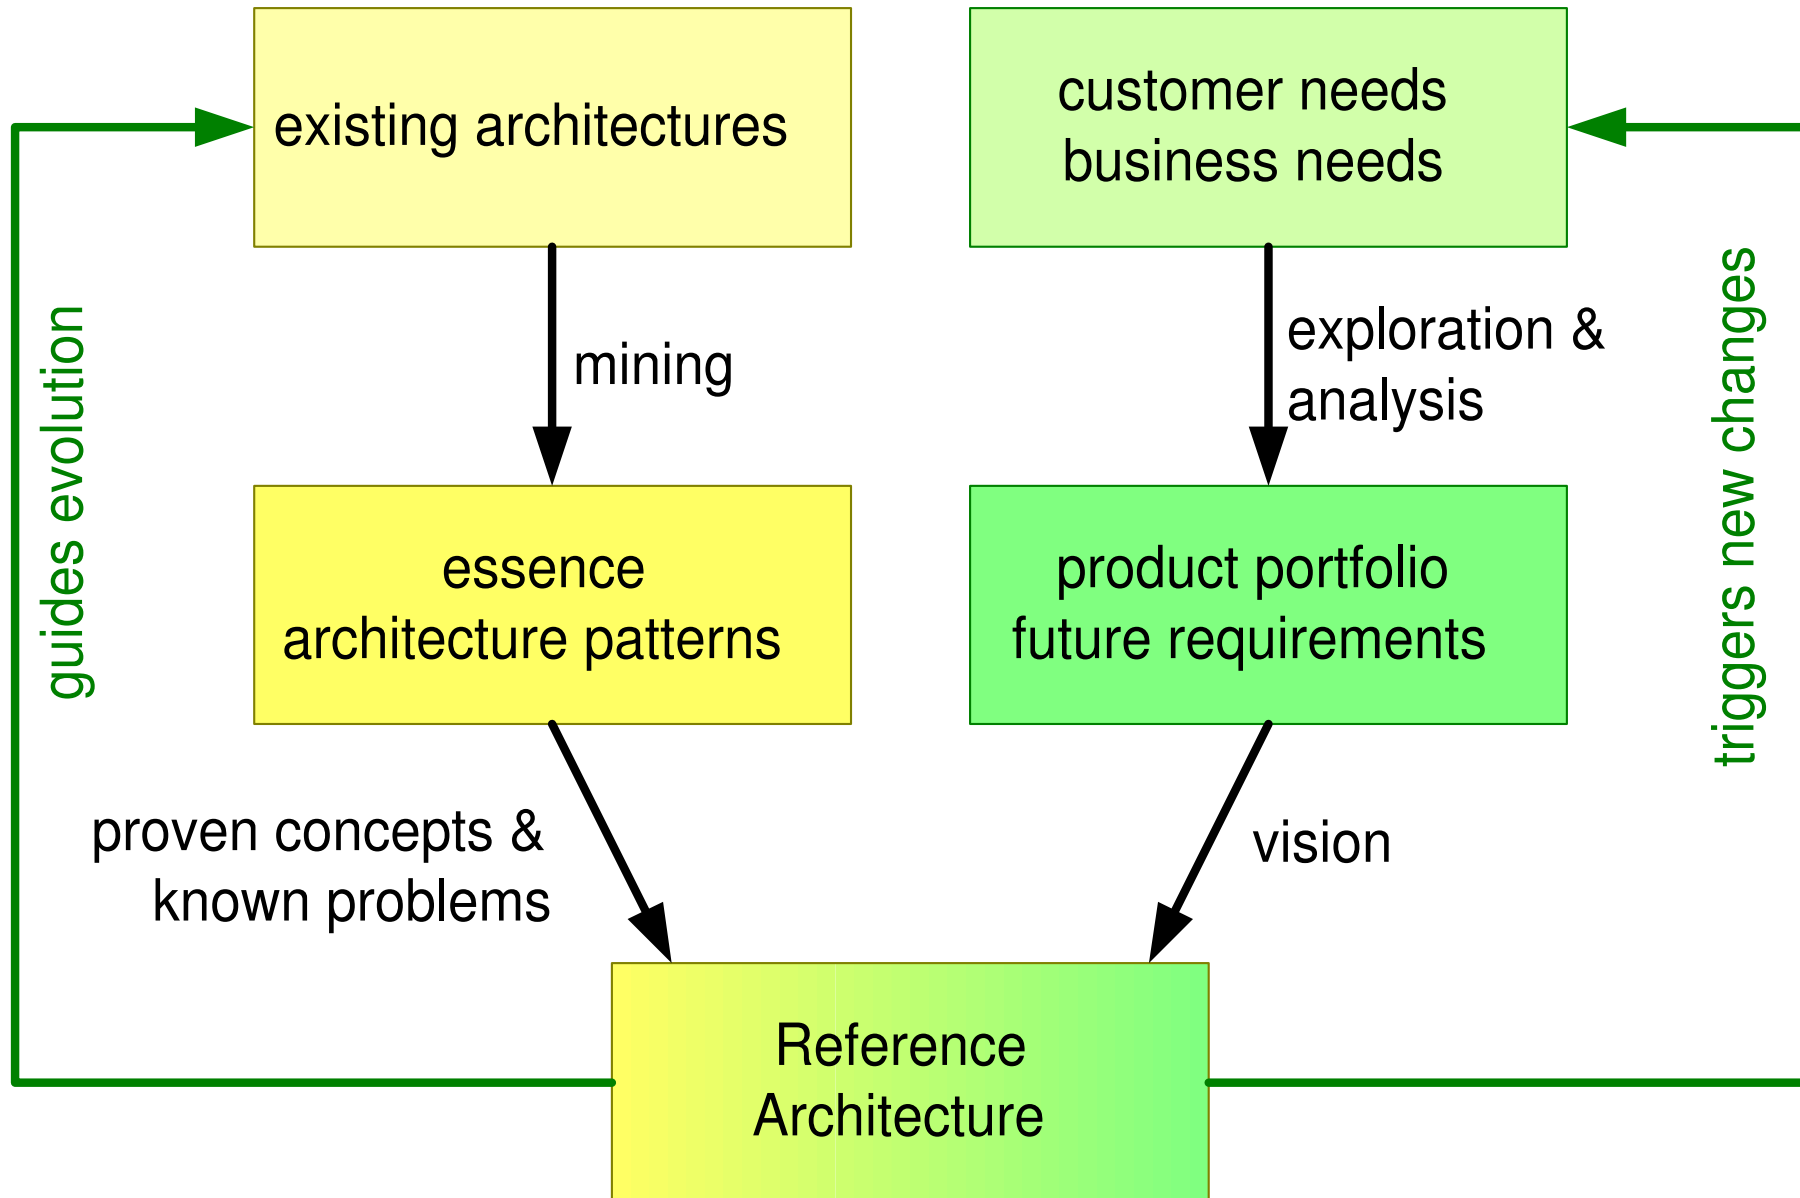 existing architectures
customer needs
business needs
guides evolution
mining
exploration &
analysis
triggers new changes
essence
architecture patterns
product portfolio
future requirements
proven concepts &
known problems
vision
Reference
Architecture